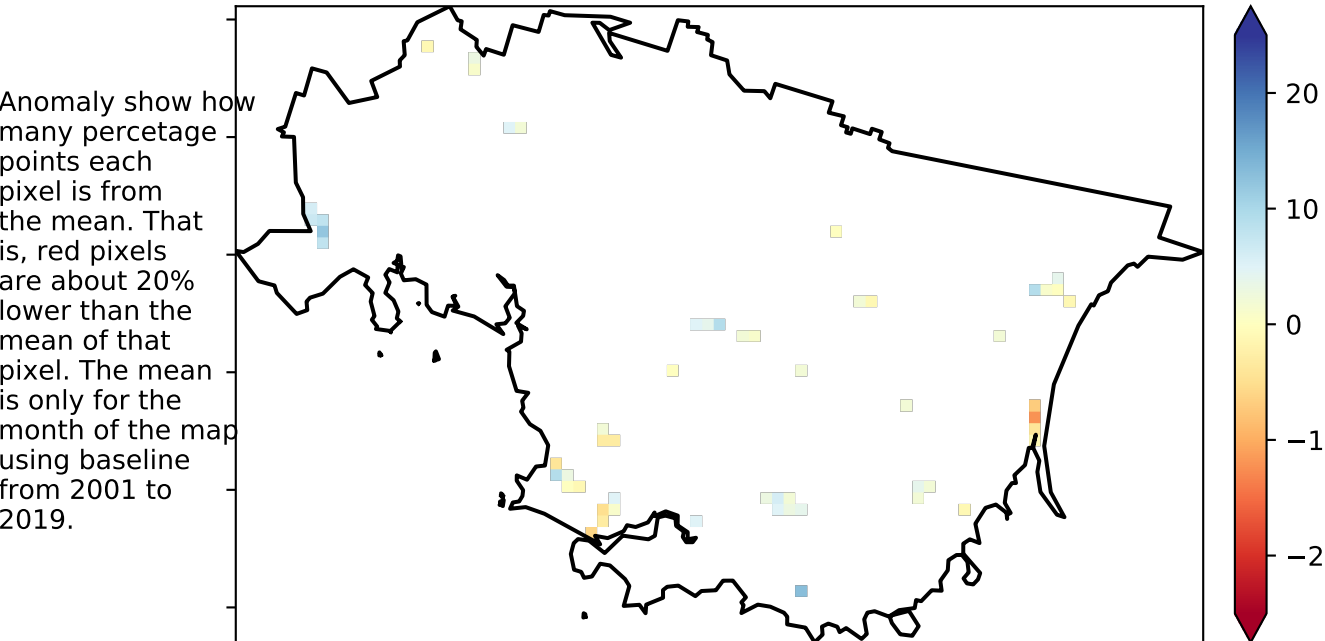 Anomaly show how
many percetage
points each
pixel is from
the mean. That
is, red pixels
are about 20%
lower than the
mean of that
pixel. The mean
is only for the
month of the map
using baseline
from 2001 to
2019.
20
10
0
−1
−2